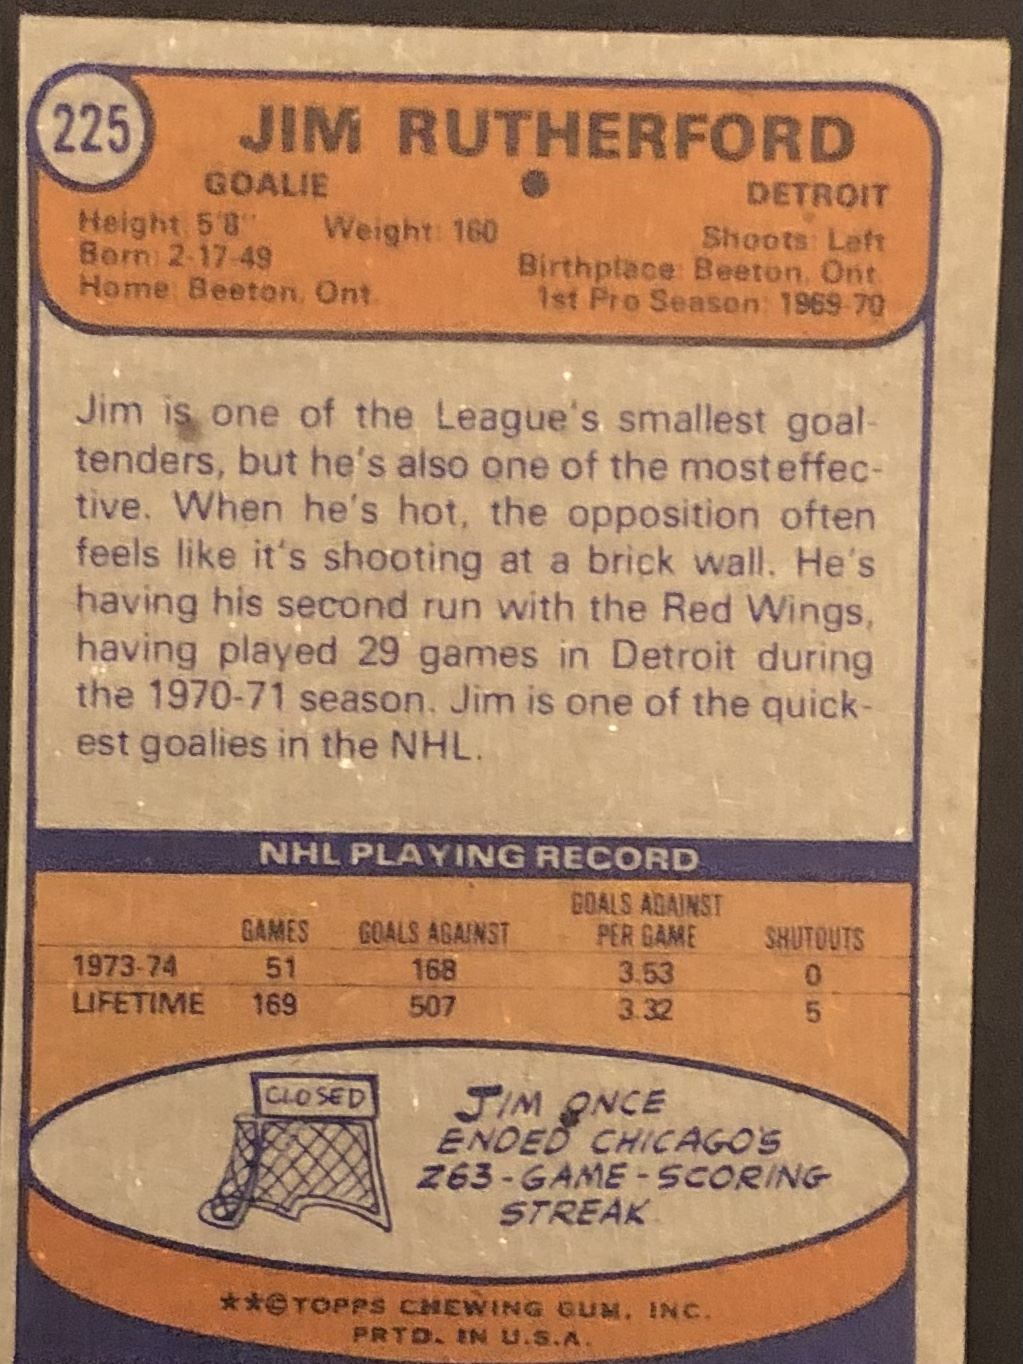 225
JIM RUTHERFORD
GOALIE ● DETROIT
Height: 5'8" Weight: 160 Shoots: Left
Born: 2-17-49 Birthplace: Beeton, Ont.
Home: Beeton, Ont. 1st Pro Season: 1969-70
Jim is one of the League's smallest goal-
tenders, but he's also one of the most effec-
tive. When he's hot, the opposition often
feels like it's shooting at a brick wall. He's
having his second run with the Red Wings,
having played 29 games in Detroit during
the 1970-71 season. Jim is one of the quick-
est goalies in the NHL.
NHL PLAYING RECORD
GAMES GOALS AGAINST GOALS AGAINST PER GAME SHUTOUTS
1973-74 51 168 3.53 0
LIFETIME 169 507 3.32 5
CLOSED
JIM ONCE
ENDED CHICAGO'S
263-GAME-SCORING
STREAK
**©TOPPS CHEWING GUM, INC.
PRTD. IN U.S.A.